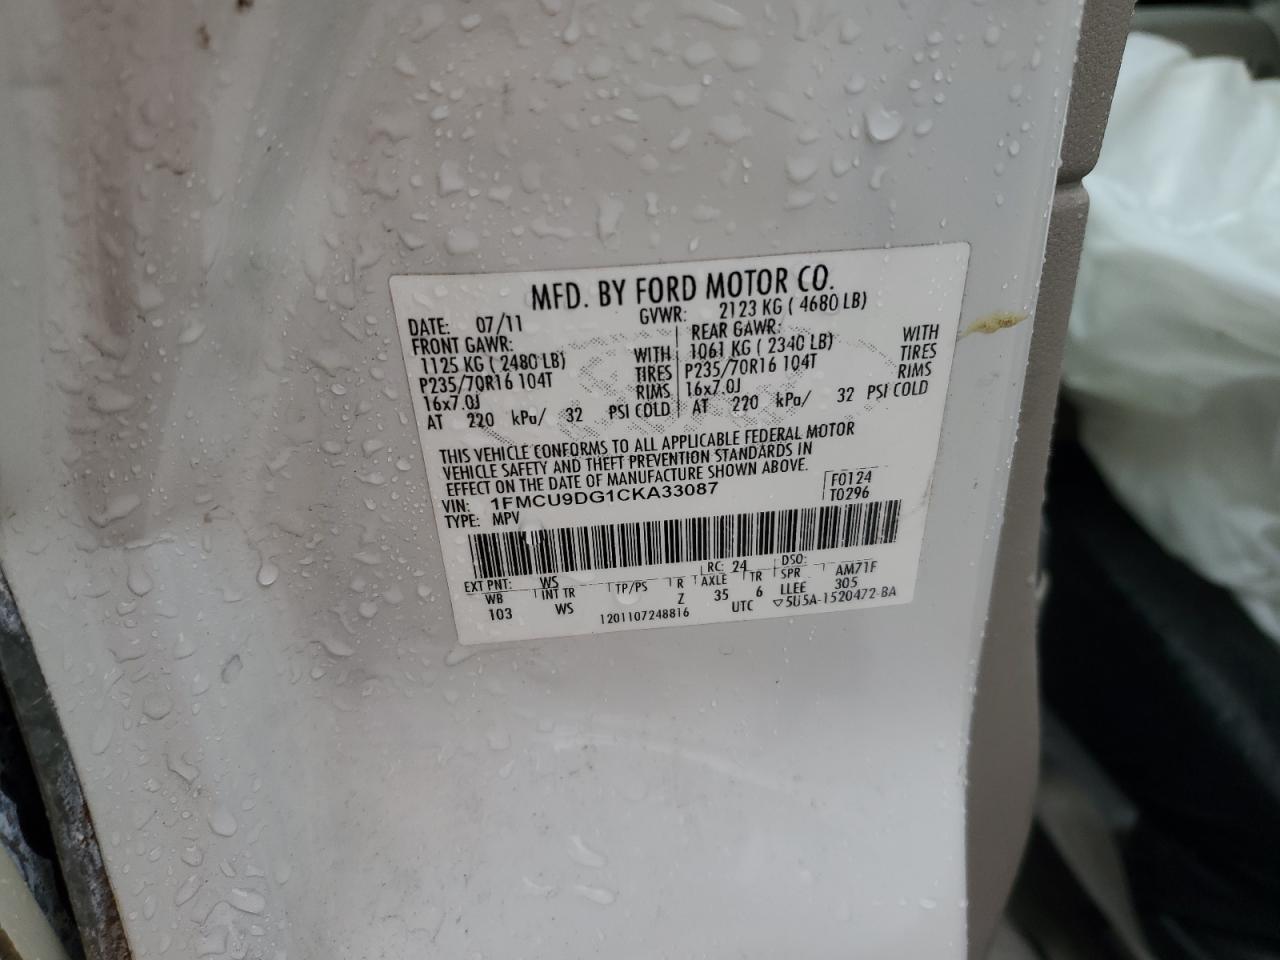 MFD. BY FORD MOTOR CO.
DATE: 07/11 GVWR: 2123 KG ( 4680 LB)
FRONT GAWR: REAR GAWR:
1125 KG ( 2480 LB) WITH 1061 KG ( 2340 LB) WITH
P235/70R16 104T TIRES P235/70R16 104T TIRES
16x7.0J RIMS 16x7.0J RIMS
AT 220 kPa/ 32 PSI COLD AT 220 kPa/ 32 PSI COLD
THIS VEHICLE CONFORMS TO ALL APPLICABLE FEDERAL MOTOR
VEHICLE SAFETY AND THEFT PREVENTION STANDARDS IN
EFFECT ON THE DATE OF MANUFACTURE SHOWN ABOVE.
VIN: 1FMCU9DG1CKA33087 F0124
TYPE: MPV T0296
EXT PNT: WS RC: 24 DSO: AM71F
WB INT TR TP/PS R AXLE TR SPR 305
103 WS Z 35 6 LLEE
1201107248816 UTC ▽5U5A-1520472-BA